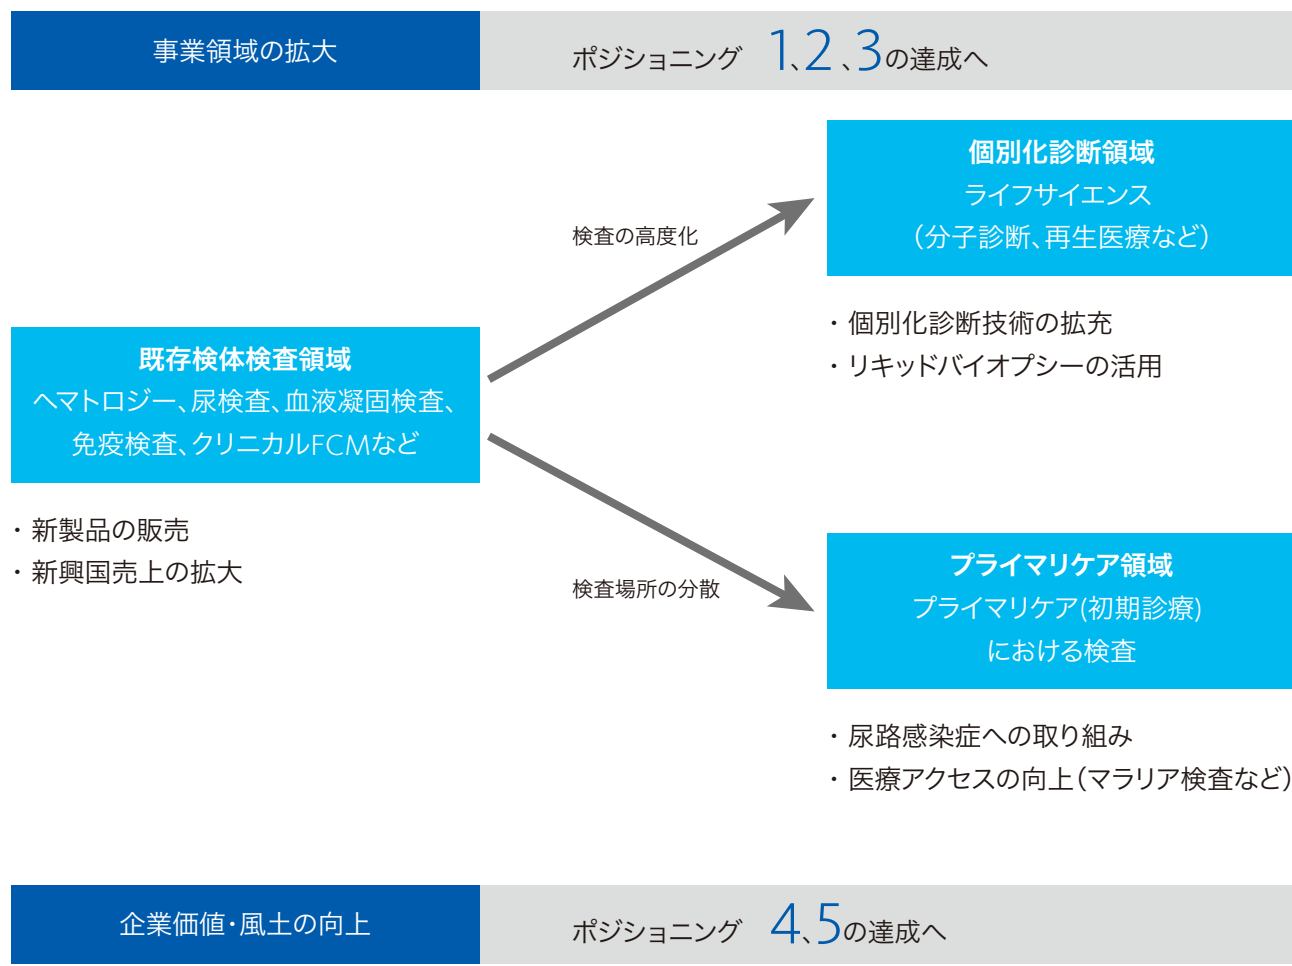 事業領域の拡大
ポジショニング 1、2、3の達成へ
個別化診断領域
ライフサイエンス
（分子診断、再生医療など）
検査の高度化
・個別化診断技術の拡充
・リキッドバイオプシーの活用
既存検体検査領域
ヘマトロジー、尿検査、血液凝固検査、
免疫検査、クリニカルFCMなど
・新製品の販売
・新興国売上の拡大
検査場所の分散
プライマリケア領域
プライマリケア(初期診療)
における検査
・尿路感染症への取り組み
・医療アクセスの向上（マラリア検査など）
企業価値・風土の向上
ポジショニング 4、5の達成へ